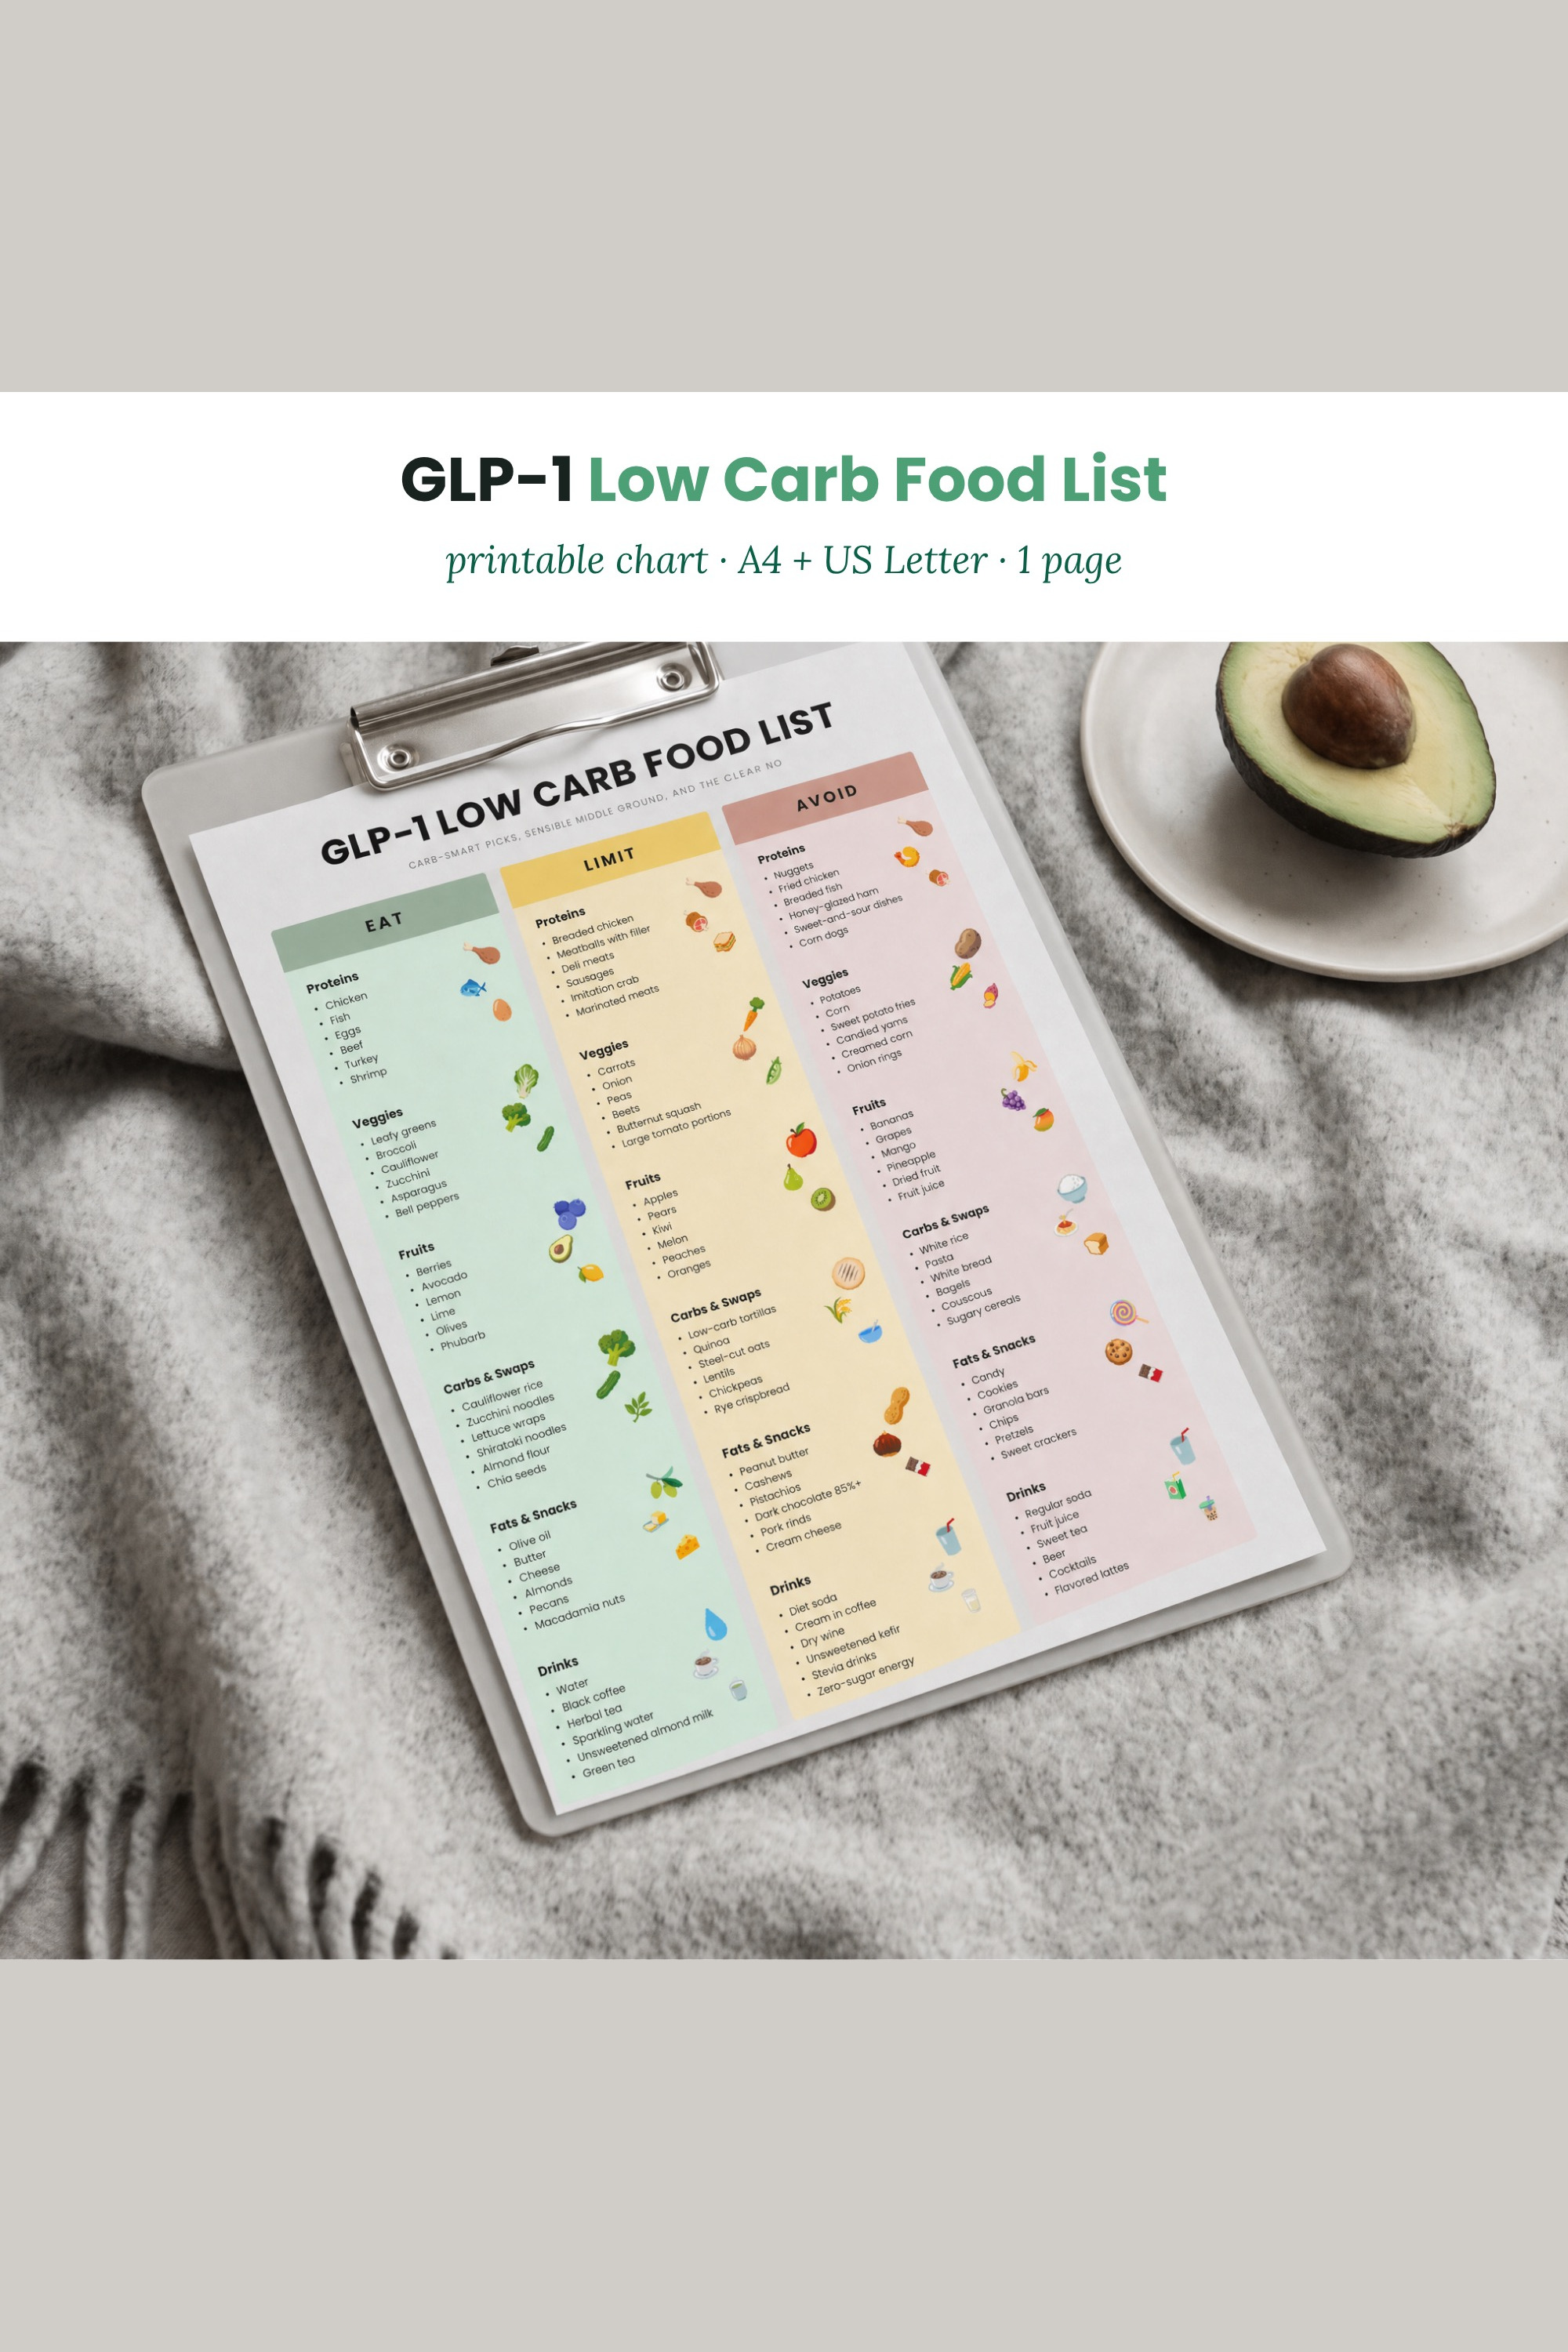 GLP-1 Low Carb Food List
printable chart · A4 + US Letter · 1 page
GLP-1 LOW CARB FOOD LIST
CARB-SMART PICKS, SENSIBLE MIDDLE GROUND, AND THE CLEAR NO
EAT
Proteins
• Chicken
• Fish
• Eggs
• Beef
• Turkey
• Shrimp
Veggies
• Leafy greens
• Broccoli
• Cauliflower
• Zucchini
• Asparagus
• Bell peppers
Fruits
• Berries
• Avocado
• Lemon
• Lime
• Olives
• Phubarb
Carbs & Swaps
• Cauliflower rice
• Zucchini noodles
• Lettuce wraps
• Shirataki noodles
• Almond flour
• Chia seeds
Fats & Snacks
• Olive oil
• Butter
• Cheese
• Almonds
• Pecans
• Macadamia nuts
Drinks
• Water
• Black coffee
• Herbal tea
• Sparkling water
• Unsweetened almond milk
• Green tea
LIMIT
Proteins
• Breaded chicken
• Meatballs with filler
• Deli meats
• Sausages
• Imitation crab
• Marinated meats
Veggies
• Carrots
• Onion
• Peas
• Beets
• Butternut squash
• Large tomato portions
Fruits
• Apples
• Pears
• Kiwi
• Melon
• Peaches
• Oranges
Carbs & Swaps
• Low-carb tortillas
• Quinoa
• Steel-cut oats
• Lentils
• Chickpeas
• Rye crispbread
Fats & Snacks
• Peanut butter
• Cashews
• Pistachios
• Dark chocolate 85%+
• Pork rinds
• Cream cheese
Drinks
• Diet soda
• Cream in coffee
• Dry wine
• Unsweetened kefir
• Stevia drinks
• Zero-sugar energy
AVOID
Proteins
• Nuggets
• Fried chicken
• Breaded fish
• Honey-glazed ham
• Sweet-and-sour dishes
• Corn dogs
Veggies
• Potatoes
• Corn
• Sweet potato fries
• Candied yams
• Creamed corn
• Onion rings
Fruits
• Bananas
• Grapes
• Mango
• Pineapple
• Dried fruit
• Fruit juice
Carbs & Swaps
• White rice
• Pasta
• White bread
• Bagels
• Couscous
• Sugary cereals
Fats & Snacks
• Candy
• Cookies
• Granola bars
• Chips
• Pretzels
• Sweet crackers
Drinks
• Regular soda
• Fruit juice
• Sweet tea
• Beer
• Cocktails
• Flavored lattes